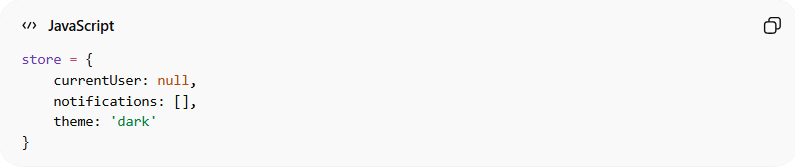 JavaScript
store = {
    currentUser: null,
    notifications: [],
    theme: 'dark'
}